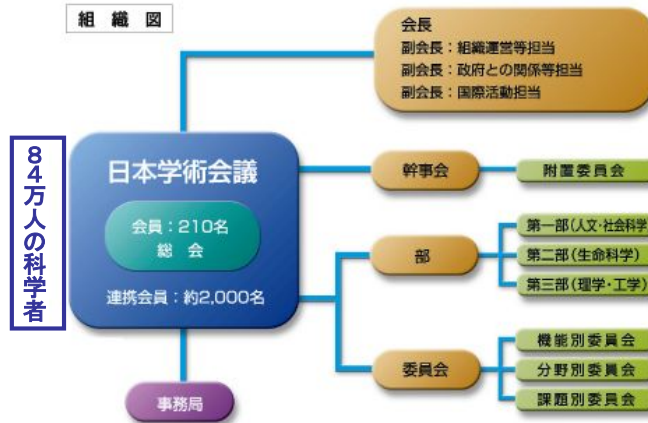 組織図
会長
副会長：組織運営等担当
副会長：政府との関係等担当
副会長：国際活動担当
84万人の科学者
日本学術会議
会員：210名
総会
連携会員：約2,000名
幹事会
附置委員会
部
第一部(人文・社会科学
第二部(生命科学)
第三部(理学・工学)
委員会
機能別委員会
分野別委員会
課題別委員会
事務局